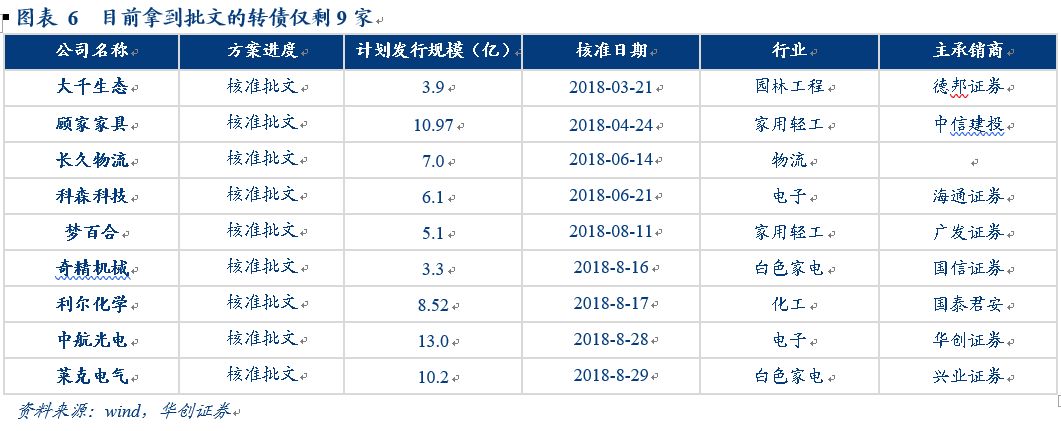 图表 6 目前拿到批文的转债仅剩 9 家
公司名称 方案进度 计划发行规模（亿） 核准日期 行业 主承销商
大千生态 核准批文 3.9 2018-03-21 园林工程 德邦证券
顾家家具 核准批文 10.97 2018-04-24 家用轻工 中信建投
长久物流 核准批文 7.0 2018-06-14 物流
科森科技 核准批文 6.1 2018-06-21 电子 海通证券
梦百合 核准批文 5.1 2018-08-11 家用轻工 广发证券
奇精机械 核准批文 3.3 2018-8-16 白色家电 国信证券
利尔化学 核准批文 8.52 2018-8-17 化工 国泰君安
中航光电 核准批文 13.0 2018-8-28 电子 华创证券
莱克电气 核准批文 10.2 2018-8-29 白色家电 兴业证券
资料来源：wind，华创证券